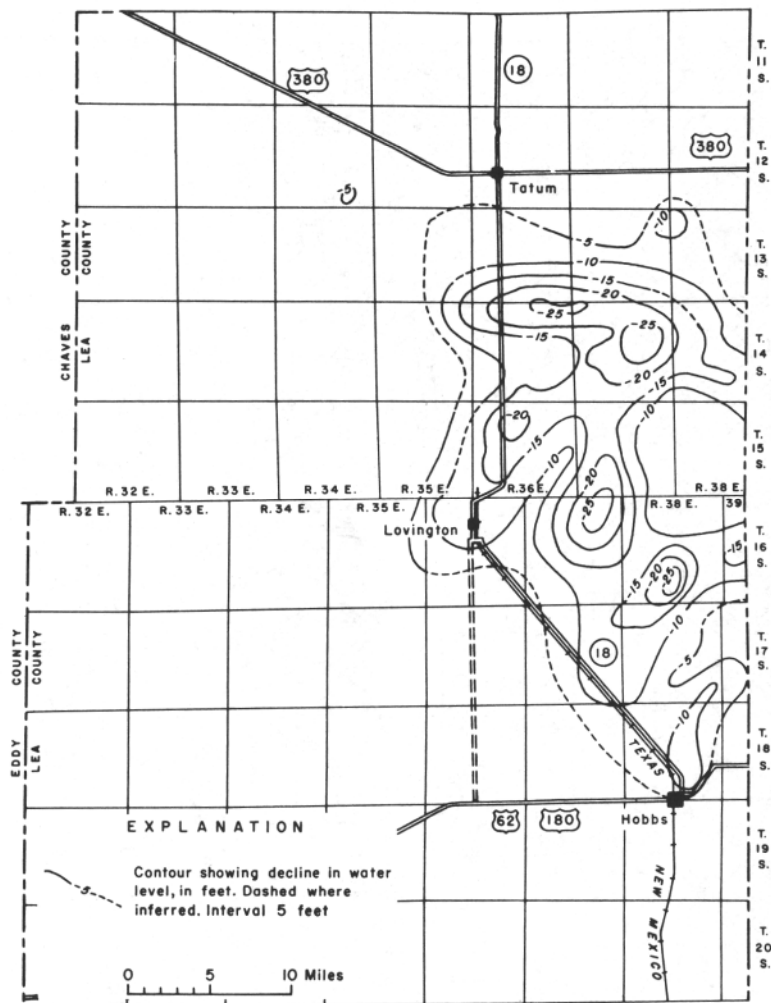 T.
11
S.
18
380
380
T.
12
S.
Tatum
-5
-10
-5
COUNTY
COUNTY
CHAVES
LEA
T.
13
S.
-10
-15
-20
-25
-25
-15
-20
-15
T.
14
S.
-10
-20
-15
-10
-20
T.
15
S.
R. 32 E.
R. 33 E.
R. 34 E.
R. 35 E.
R. 36 E.
R. 38 E.
R. 32 E.
R. 33 E.
R. 34 E.
R. 35 E.
R. 38 E.
39
-25
Lovington
T.
16
S.
-15
-15
-20
-25
COUNTY
COUNTY
EDDY
LEA
18
-10
-5
T.
17
S.
-10
TEXAS
T.
18
S.
EXPLANATION
62
180
Hobbs
T.
19
S.
Contour showing decline in water
level, in feet. Dashed where
inferred. Interval 5 feet
-5
NEW MEXICO
T.
20
S.
0 5 10 Miles